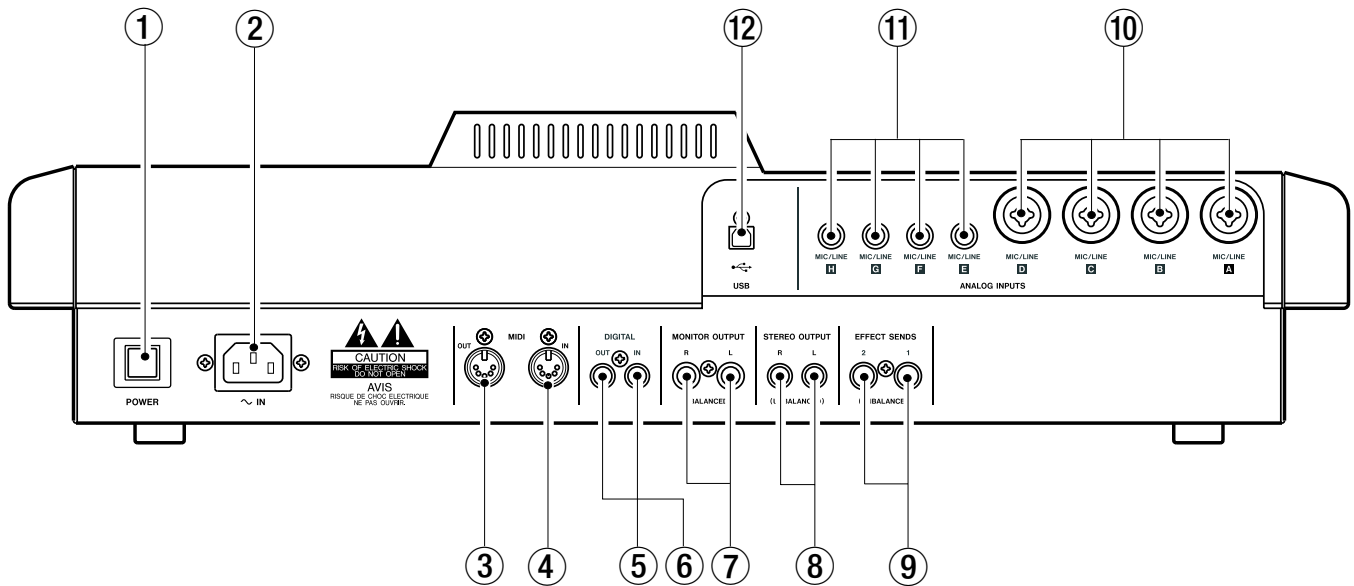 1 2 12 11 10
MIC/LINE MIC/LINE MIC/LINE MIC/LINE MIC/LINE MIC/LINE MIC/LINE MIC/LINE
H G F E D C B A
USB ANALOG INPUTS
POWER
∼ IN
CAUTION
RISK OF ELECTRIC SHOCK
DO NOT OPEN
AVIS
RISQUE DE CHOC ELECTRIQUE
NE PAS OUVRIR.
OUT MIDI IN
DIGITAL
OUT IN
MONITOR OUTPUT
R L
STEREO OUTPUT
R L
EFFECT SENDS
2 1
3 4 5 6 7 8 9